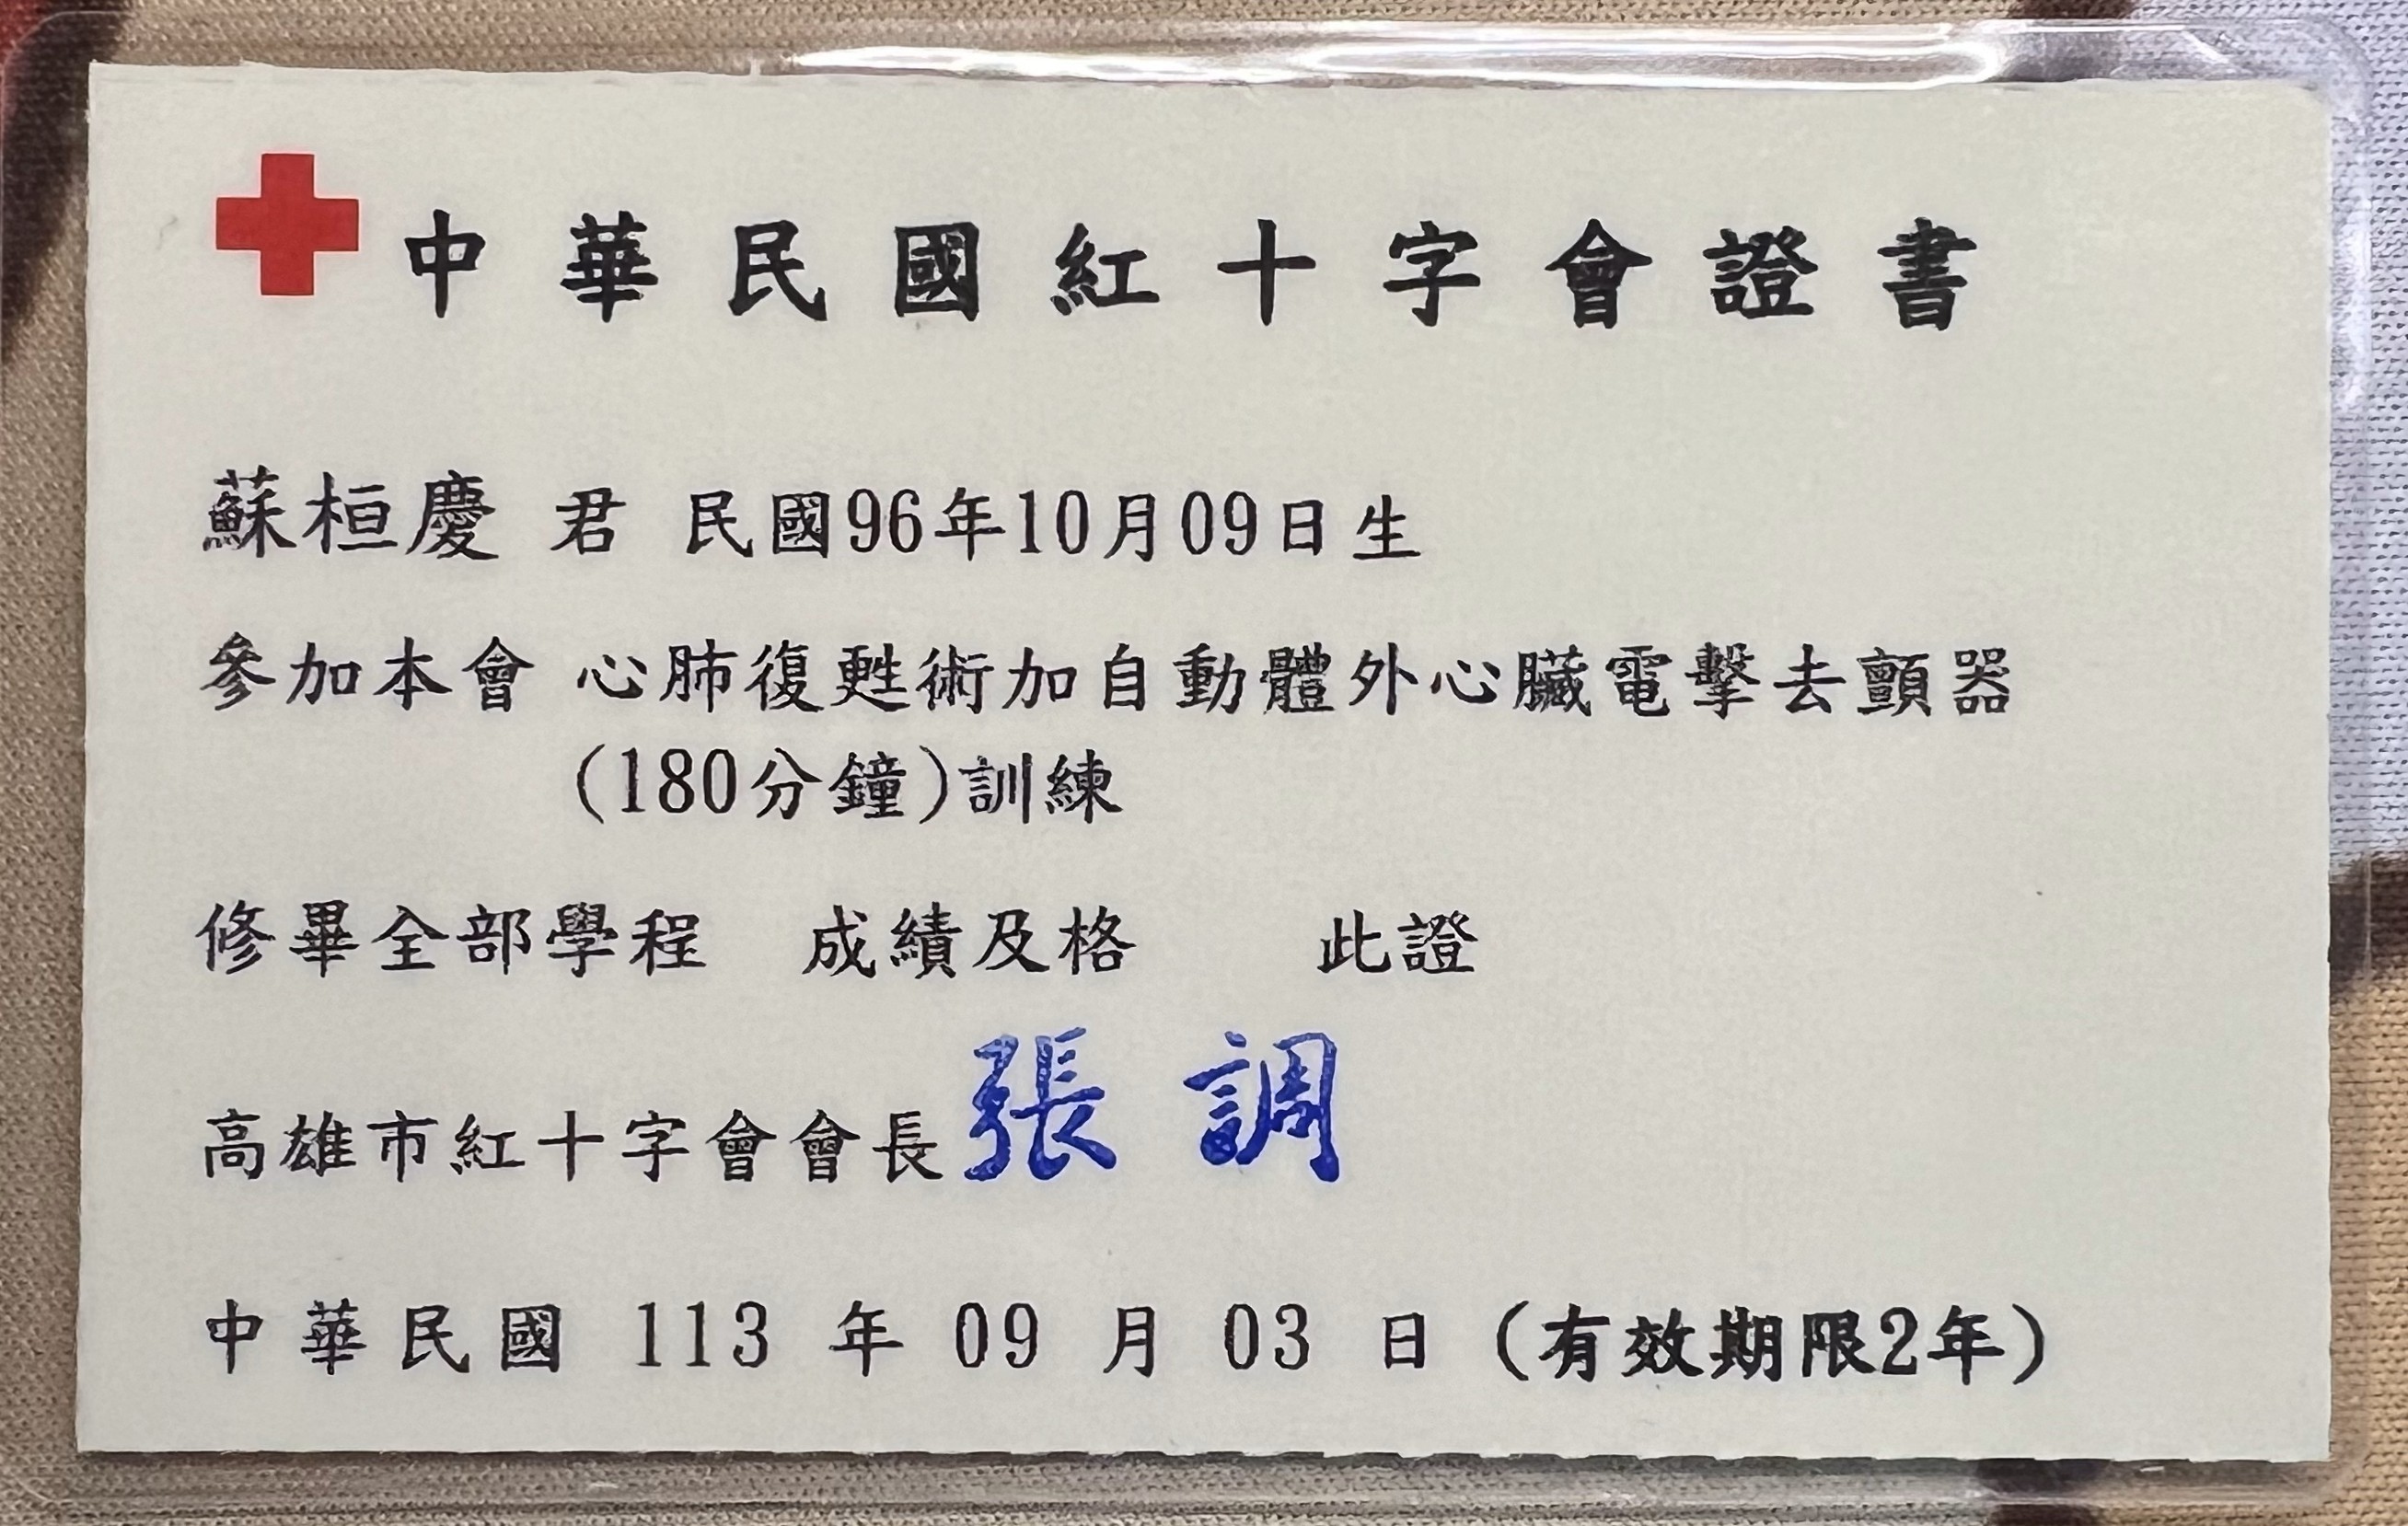 中華民國紅十字會證書
蘇桓慶 君 民國96年10月09日生
參加本會 心肺復甦術加自動體外心臟電擊去顫器
(180分鐘)訓練
修畢全部學程 成績及格 此證
高雄市紅十字會會長 張調
中華民國 113 年 09 月 03 日 (有效期限2年)